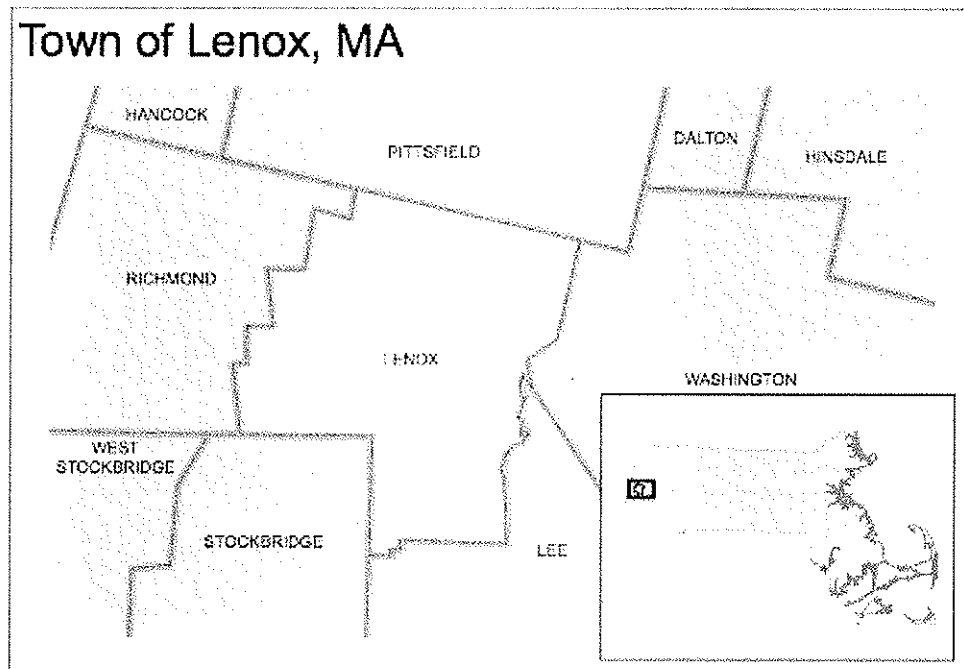 Town of Lenox, MA
HANCOCK
PITTSFIELD
DALTON
HINSDALE
RICHMOND
LENOX
WASHINGTON
WEST
STOCKBRIDGE
STOCKBRIDGE
LEE